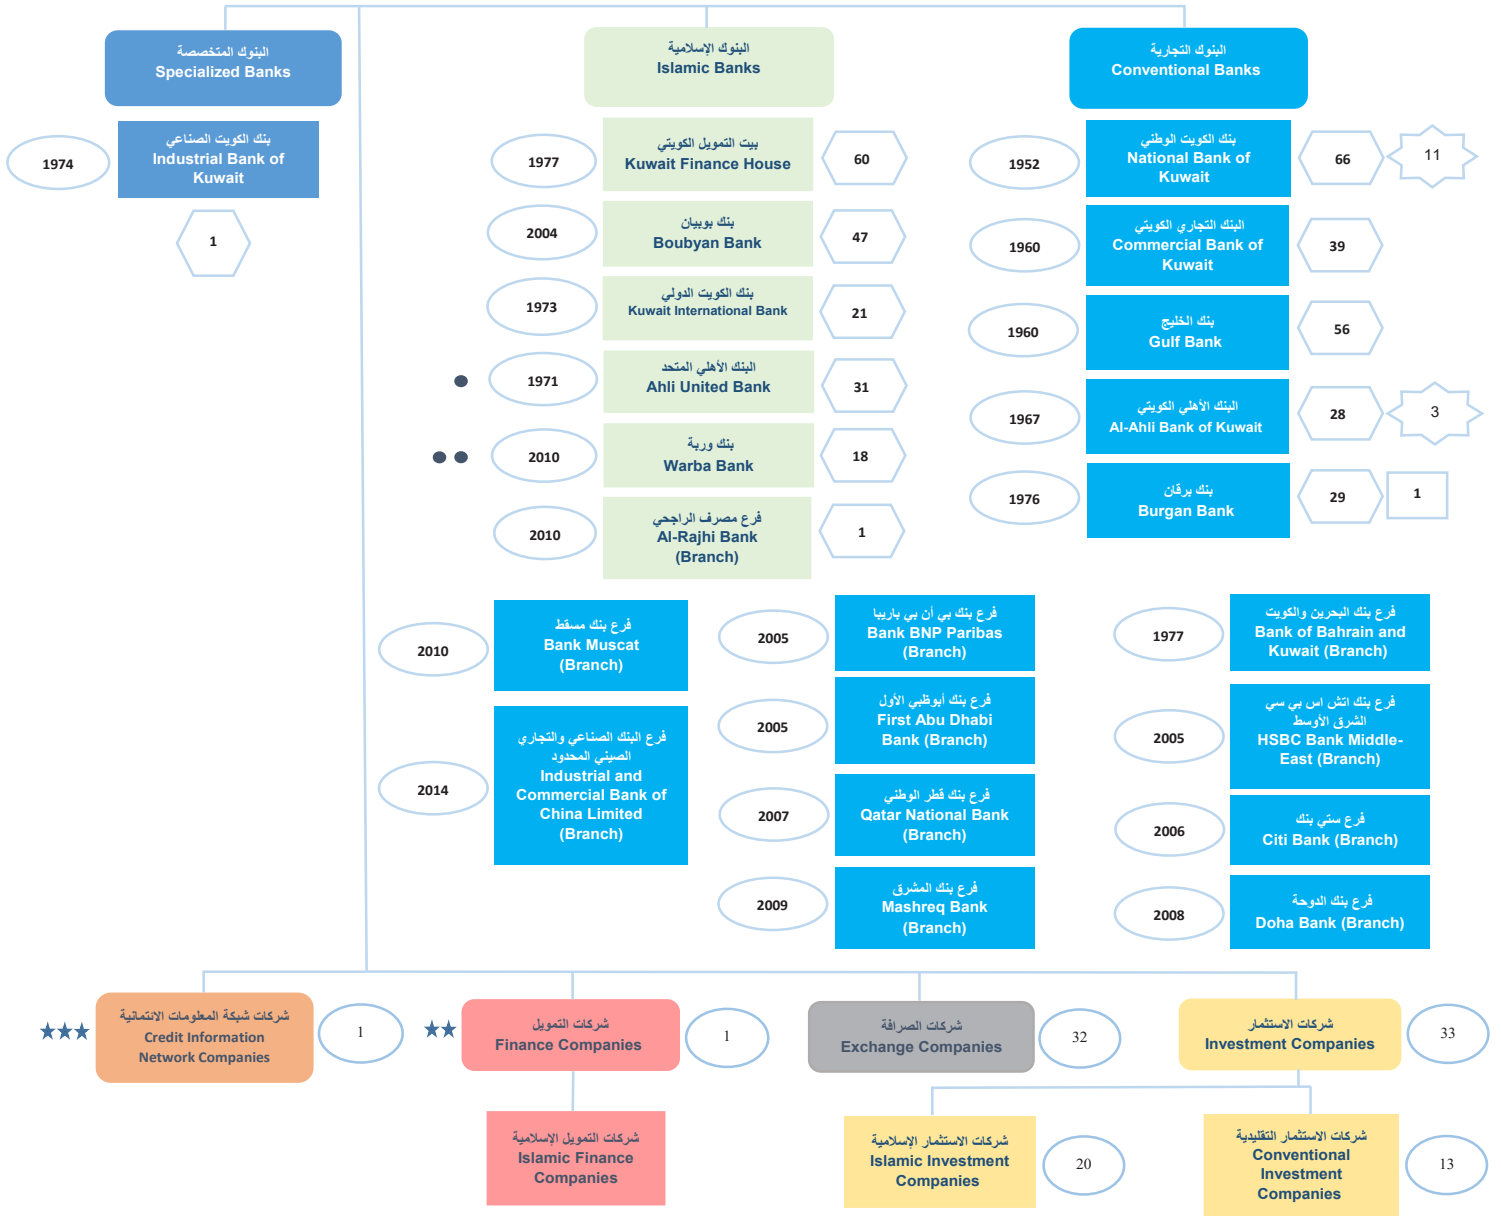 البنوك المتخصصة
Specialized Banks
البنوك الإسلامية
Islamic Banks
البنوك التجارية
Conventional Banks
1974
بنك الكويت الصناعي
Industrial Bank of
Kuwait
1
1977
بيت التمويل الكويتي
Kuwait Finance House
60
2004
بنك بوبيان
Boubyan Bank
47
1973
بنك الكويت الدولي
Kuwait International Bank
21
1971
البنك الأهلي المتحد
Ahli United Bank
31
2010
بنك وربة
Warba Bank
18
2010
فرع مصرف الراجحي
Al-Rajhi Bank
(Branch)
1
1952
بنك الكويت الوطني
National Bank of
Kuwait
66
11
1960
البنك التجاري الكويتي
Commercial Bank of
Kuwait
39
1960
بنك الخليج
Gulf Bank
56
1967
البنك الأهلي الكويتي
Al-Ahli Bank of Kuwait
28
3
1976
بنك برقان
Burgan Bank
29
1
2010
فرع بنك مسقط
Bank Muscat
(Branch)
2014
فرع البنك الصناعي والتجاري
الصيني المحدود
Industrial and
Commercial Bank of
China Limited
(Branch)
2005
فرع بنك بي أن بي باريبا
Bank BNP Paribas
(Branch)
2005
فرع بنك أبوظبي الأول
First Abu Dhabi
Bank (Branch)
2007
فرع بنك قطر الوطني
Qatar National Bank
(Branch)
2009
فرع بنك المشرق
Mashreq Bank
(Branch)
1977
فرع بنك البحرين والكويت
Bank of Bahrain and
Kuwait (Branch)
2005
فرع بنك اتش اس بي سي
الشرق الأوسط
HSBC Bank Middle-
East (Branch)
2006
فرع ستي بنك
Citi Bank (Branch)
2008
فرع بنك الدوحة
Doha Bank (Branch)
شركات شبكة المعلومات الائتمانية
Credit Information
Network Companies
1
شركات التمويل
Finance Companies
1
شركات الصرافة
Exchange Companies
32
شركات الاستثمار
Investment Companies
33
شركات التمويل الإسلامية
Islamic Finance
Companies
شركات الاستثمار الإسلامية
Islamic Investment
Companies
20
شركات الاستثمار التقليدية
Conventional
Investment
Companies
13